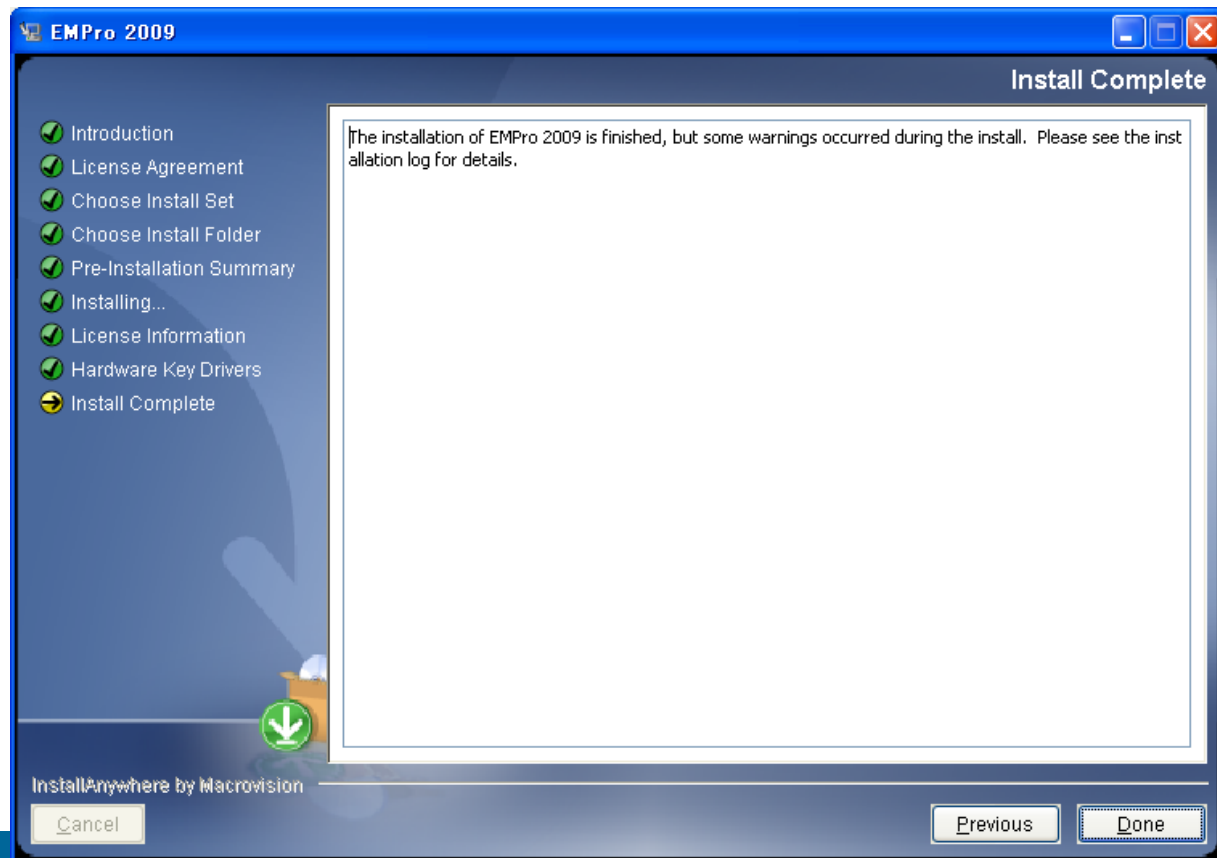 EMPro 2009
Install Complete
Introduction
License Agreement
Choose Install Set
Choose Install Folder
Pre-Installation Summary
Installing...
License Information
Hardware Key Drivers
Install Complete
The installation of EMPro 2009 is finished, but some warnings occurred during the install.  Please see the inst
allation log for details.
InstallAnywhere by Macrovision
Cancel
Previous
Done